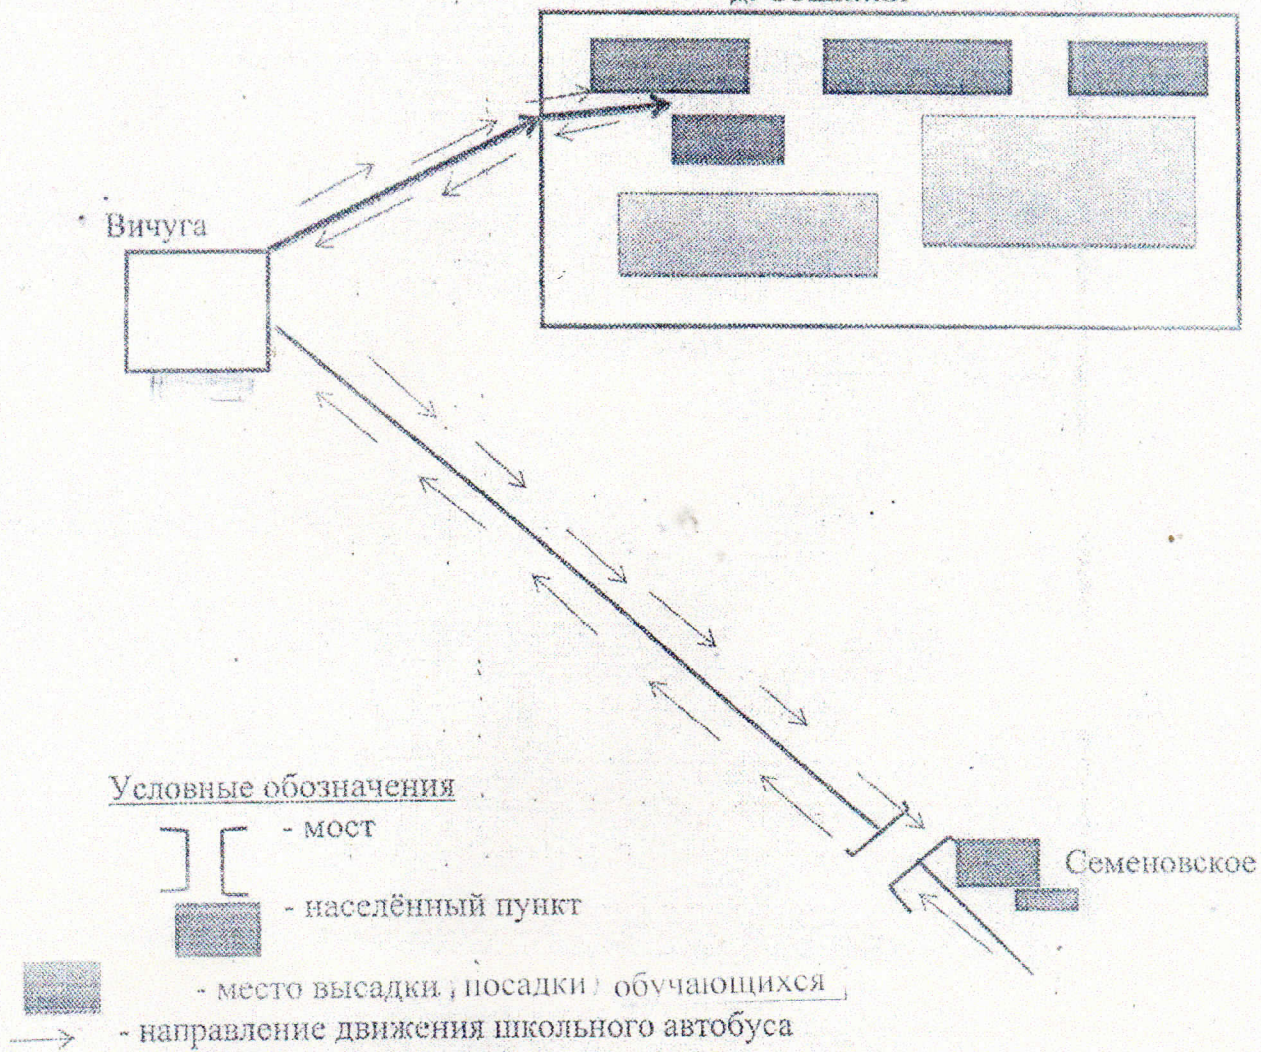 Вичуга
Условные обозначения
- мост
Семеновское
- населённый пункт
- место высадки, посадки обучающихся
- направление движения школьного автобуса